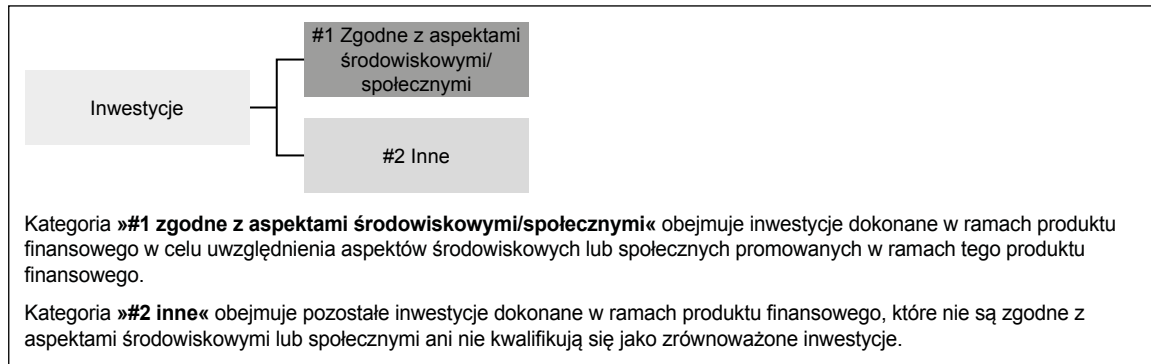 #1 Zgodne z aspektami
środowiskowymi/
społecznymi
Inwestycje
#2 Inne
Kategoria »#1 zgodne z aspektami środowiskowymi/społecznymi« obejmuje inwestycje dokonane w ramach produktu
finansowego w celu uwzględnienia aspektów środowiskowych lub społecznych promowanych w ramach tego produktu
finansowego.
Kategoria »#2 inne« obejmuje pozostałe inwestycje dokonane w ramach produktu finansowego, które nie są zgodne z
aspektami środowiskowymi lub społecznymi ani nie kwalifikują się jako zrównoważone inwestycje.